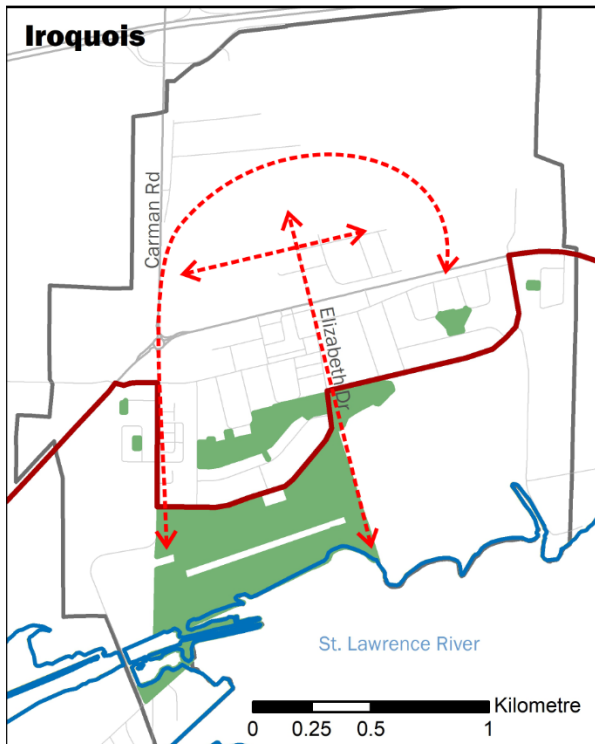 Iroquois
Carman Rd
Elizabeth Dr
St. Lawrence River
Kilometre
0 0.25 0.5 1